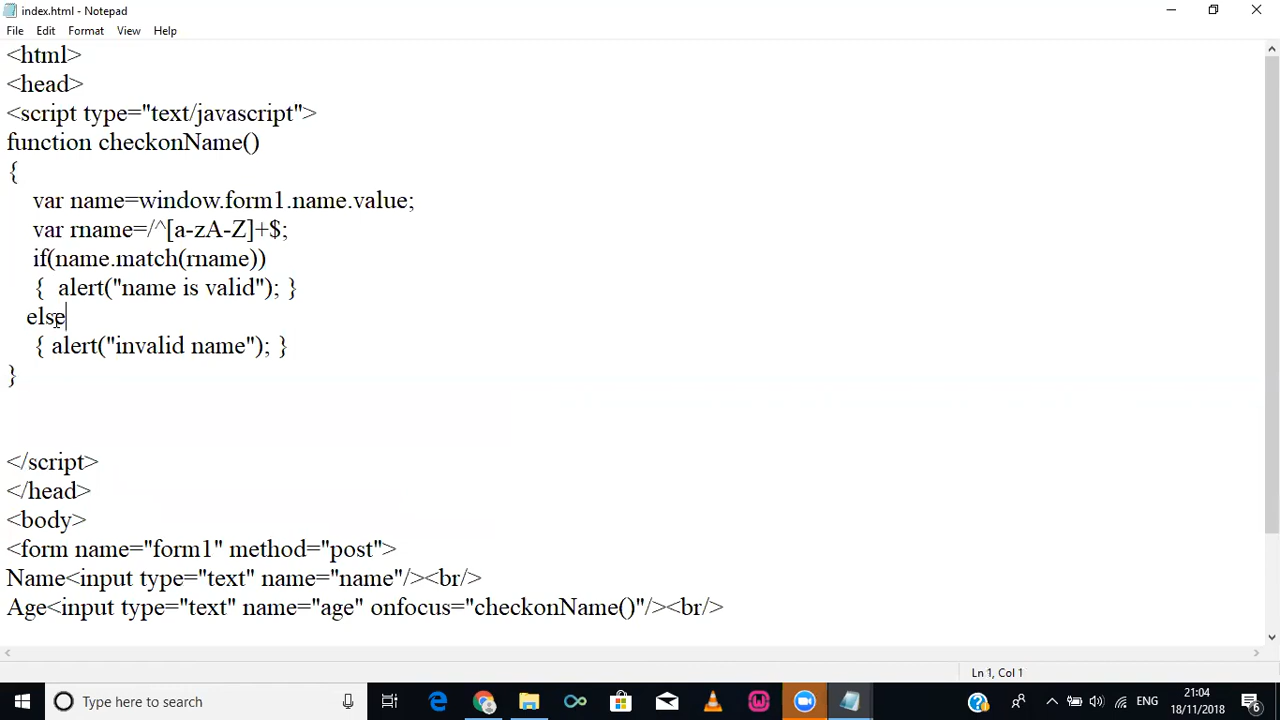 index.html - Notepad
File Edit Format View Help
<html>
<head>
<script type="text/javascript">
function checkonName()
{
var name=window.form1.name.value;
var rname=/^[a-zA-Z]+$;
if(name.match(rname))
{ alert("name is valid"); }
else
{ alert("invalid name"); }
}
</script>
</head>
<body>
<form name="form1" method="post">
Name<input type="text" name="name"/><br/>
Age<input type="text" name="age" onfocus="checkonName()"/><br/>
Ln 1, Col 1
Type here to search
ENG
21:04
18/11/2018
6